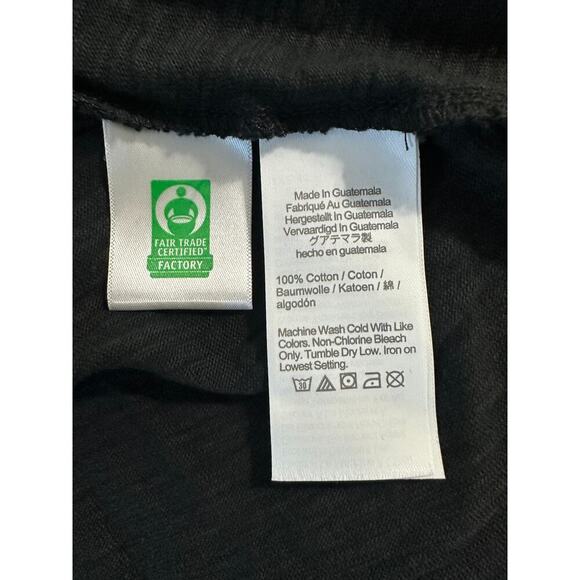 FAIR TRADE
CERTIFIED™
FACTORY
Made In Guatemala
Fabriqué Au Guatemala
Hergestellt In Guatemala
Vervaardigd In Guatemala
グアテマラ製
hecho en guatemala
100% Cotton / Coton /
Baumwolle / Katoen / 綿 /
algodón
Machine Wash Cold With Like
Colors. Non-Chlorine Bleach
Only. Tumble Dry Low. Iron on
Lowest Setting.
30